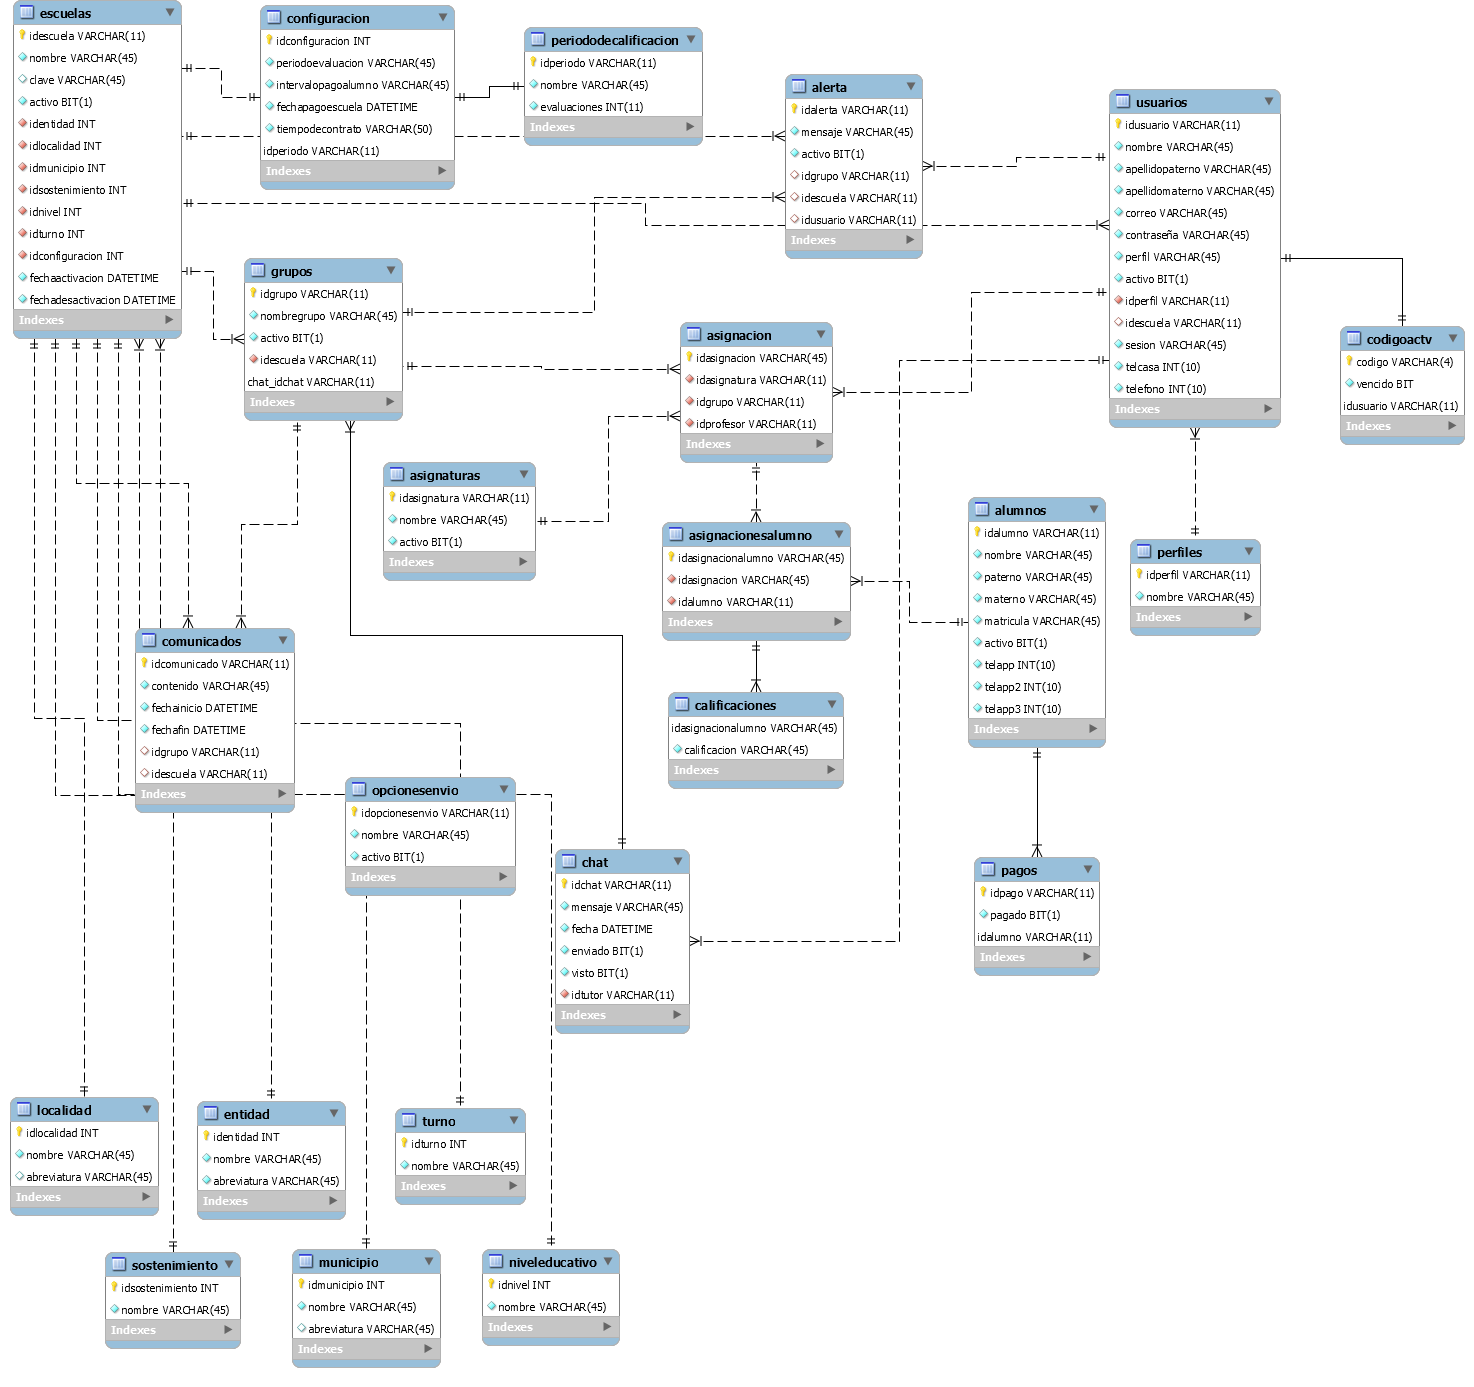 escuelas
idescuela VARCHAR(11)
nombre VARCHAR(45)
clave VARCHAR(45)
activo BIT(1)
identidad INT
idlocalidad INT
idmunicipio INT
idsostenimiento INT
idnivel INT
idturno INT
idconfiguracion INT
fechaactivacion DATETIME
fechadesactivacion DATETIME
Indexes
configuracion
idconfiguracion INT
periodoevaluacion VARCHAR(45)
intervalopagoalumno VARCHAR(45)
fechapagoescuela DATETIME
tiempodecontrato VARCHAR(50)
idperiodo VARCHAR(11)
Indexes
periododecalificacion
idperiodo VARCHAR(11)
nombre VARCHAR(45)
evaluaciones INT(11)
Indexes
alerta
idalerta VARCHAR(11)
mensaje VARCHAR(45)
activo BIT(1)
idgrupo VARCHAR(11)
idescuela VARCHAR(11)
idusuario VARCHAR(11)
Indexes
usuarios
idusuario VARCHAR(11)
nombre VARCHAR(45)
apellidopaterno VARCHAR(45)
apellidomaterno VARCHAR(45)
correo VARCHAR(45)
contraseña VARCHAR(45)
perfil VARCHAR(45)
activo BIT(1)
idperfil VARCHAR(11)
idescuela VARCHAR(11)
sesion VARCHAR(45)
telcasa INT(10)
telefono INT(10)
Indexes
grupos
idgrupo VARCHAR(11)
nombregrupo VARCHAR(45)
activo BIT(1)
idescuela VARCHAR(11)
chat_idchat VARCHAR(11)
Indexes
asignacion
idasignacion VARCHAR(45)
idasignatura VARCHAR(11)
idgrupo VARCHAR(11)
idprofesor VARCHAR(11)
Indexes
codigoactv
codigo VARCHAR(4)
vencido BIT
idusuario VARCHAR(11)
Indexes
asignaturas
idasignatura VARCHAR(11)
nombre VARCHAR(45)
activo BIT(1)
Indexes
asignacionesalumno
idasignacionalumno VARCHAR(45)
idasignacion VARCHAR(45)
idalumno VARCHAR(11)
Indexes
alumnos
idalumno VARCHAR(11)
nombre VARCHAR(45)
paterno VARCHAR(45)
materno VARCHAR(45)
matricula VARCHAR(45)
activo BIT(1)
telapp INT(10)
telapp2 INT(10)
telapp3 INT(10)
Indexes
perfiles
idperfil VARCHAR(11)
nombre VARCHAR(45)
Indexes
comunicados
idcomunicado VARCHAR(11)
contenido VARCHAR(45)
fechainicio DATETIME
fechafin DATETIME
idgrupo VARCHAR(11)
idescuela VARCHAR(11)
Indexes
calificaciones
idasignacionalumno VARCHAR(45)
calificacion VARCHAR(45)
Indexes
opcionesenvio
idopcionesenvio VARCHAR(11)
nombre VARCHAR(45)
activo BIT(1)
Indexes
chat
idchat VARCHAR(11)
mensaje VARCHAR(45)
fecha DATETIME
enviado BIT(1)
visto BIT(1)
idtutor VARCHAR(11)
Indexes
pagos
idpago VARCHAR(11)
pagado BIT(1)
idalumno VARCHAR(11)
Indexes
localidad
idlocalidad INT
nombre VARCHAR(45)
abreviatura VARCHAR(45)
Indexes
entidad
identidad INT
nombre VARCHAR(45)
abreviatura VARCHAR(45)
Indexes
turno
idturno INT
nombre VARCHAR(45)
Indexes
sostenimiento
idsostenimiento INT
nombre VARCHAR(45)
Indexes
municipio
idmunicipio INT
nombre VARCHAR(45)
abreviatura VARCHAR(45)
Indexes
niveleducativo
idnivel INT
nombre VARCHAR(45)
Indexes